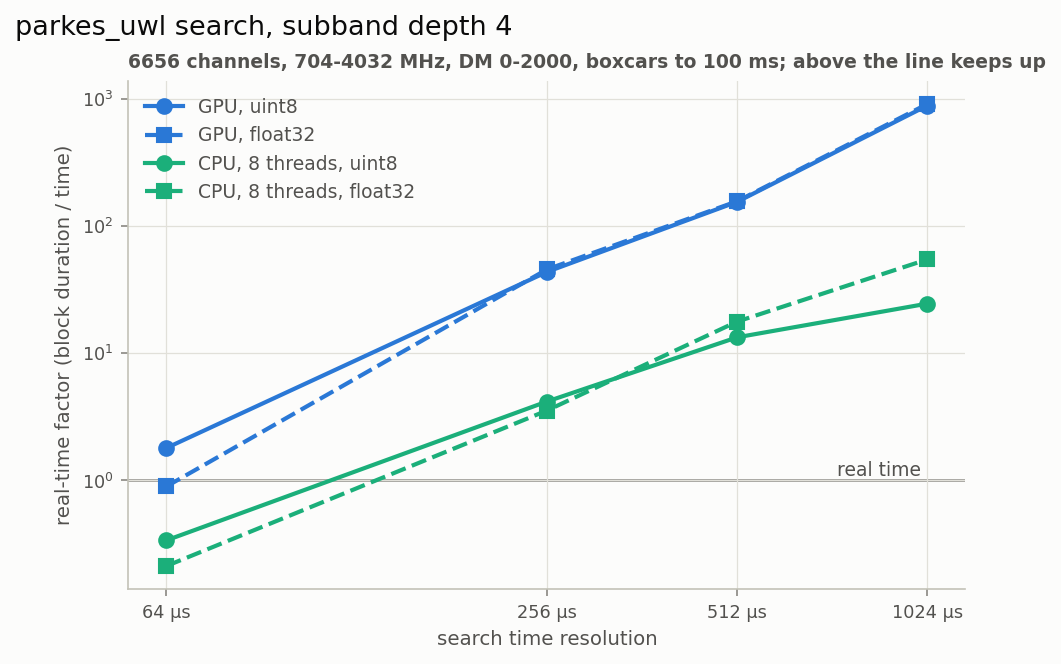 parkes_uwl search, subband depth 4
6656 channels, 704-4032 MHz, DM 0-2000, boxcars to 100 ms; above the line keeps up
GPU, uint8
GPU, float32
CPU, 8 threads, uint8
CPU, 8 threads, float32
real-time factor (block duration / time)
10³
10²
10¹
10⁰
real time
64 µs
256 µs
512 µs
1024 µs
search time resolution